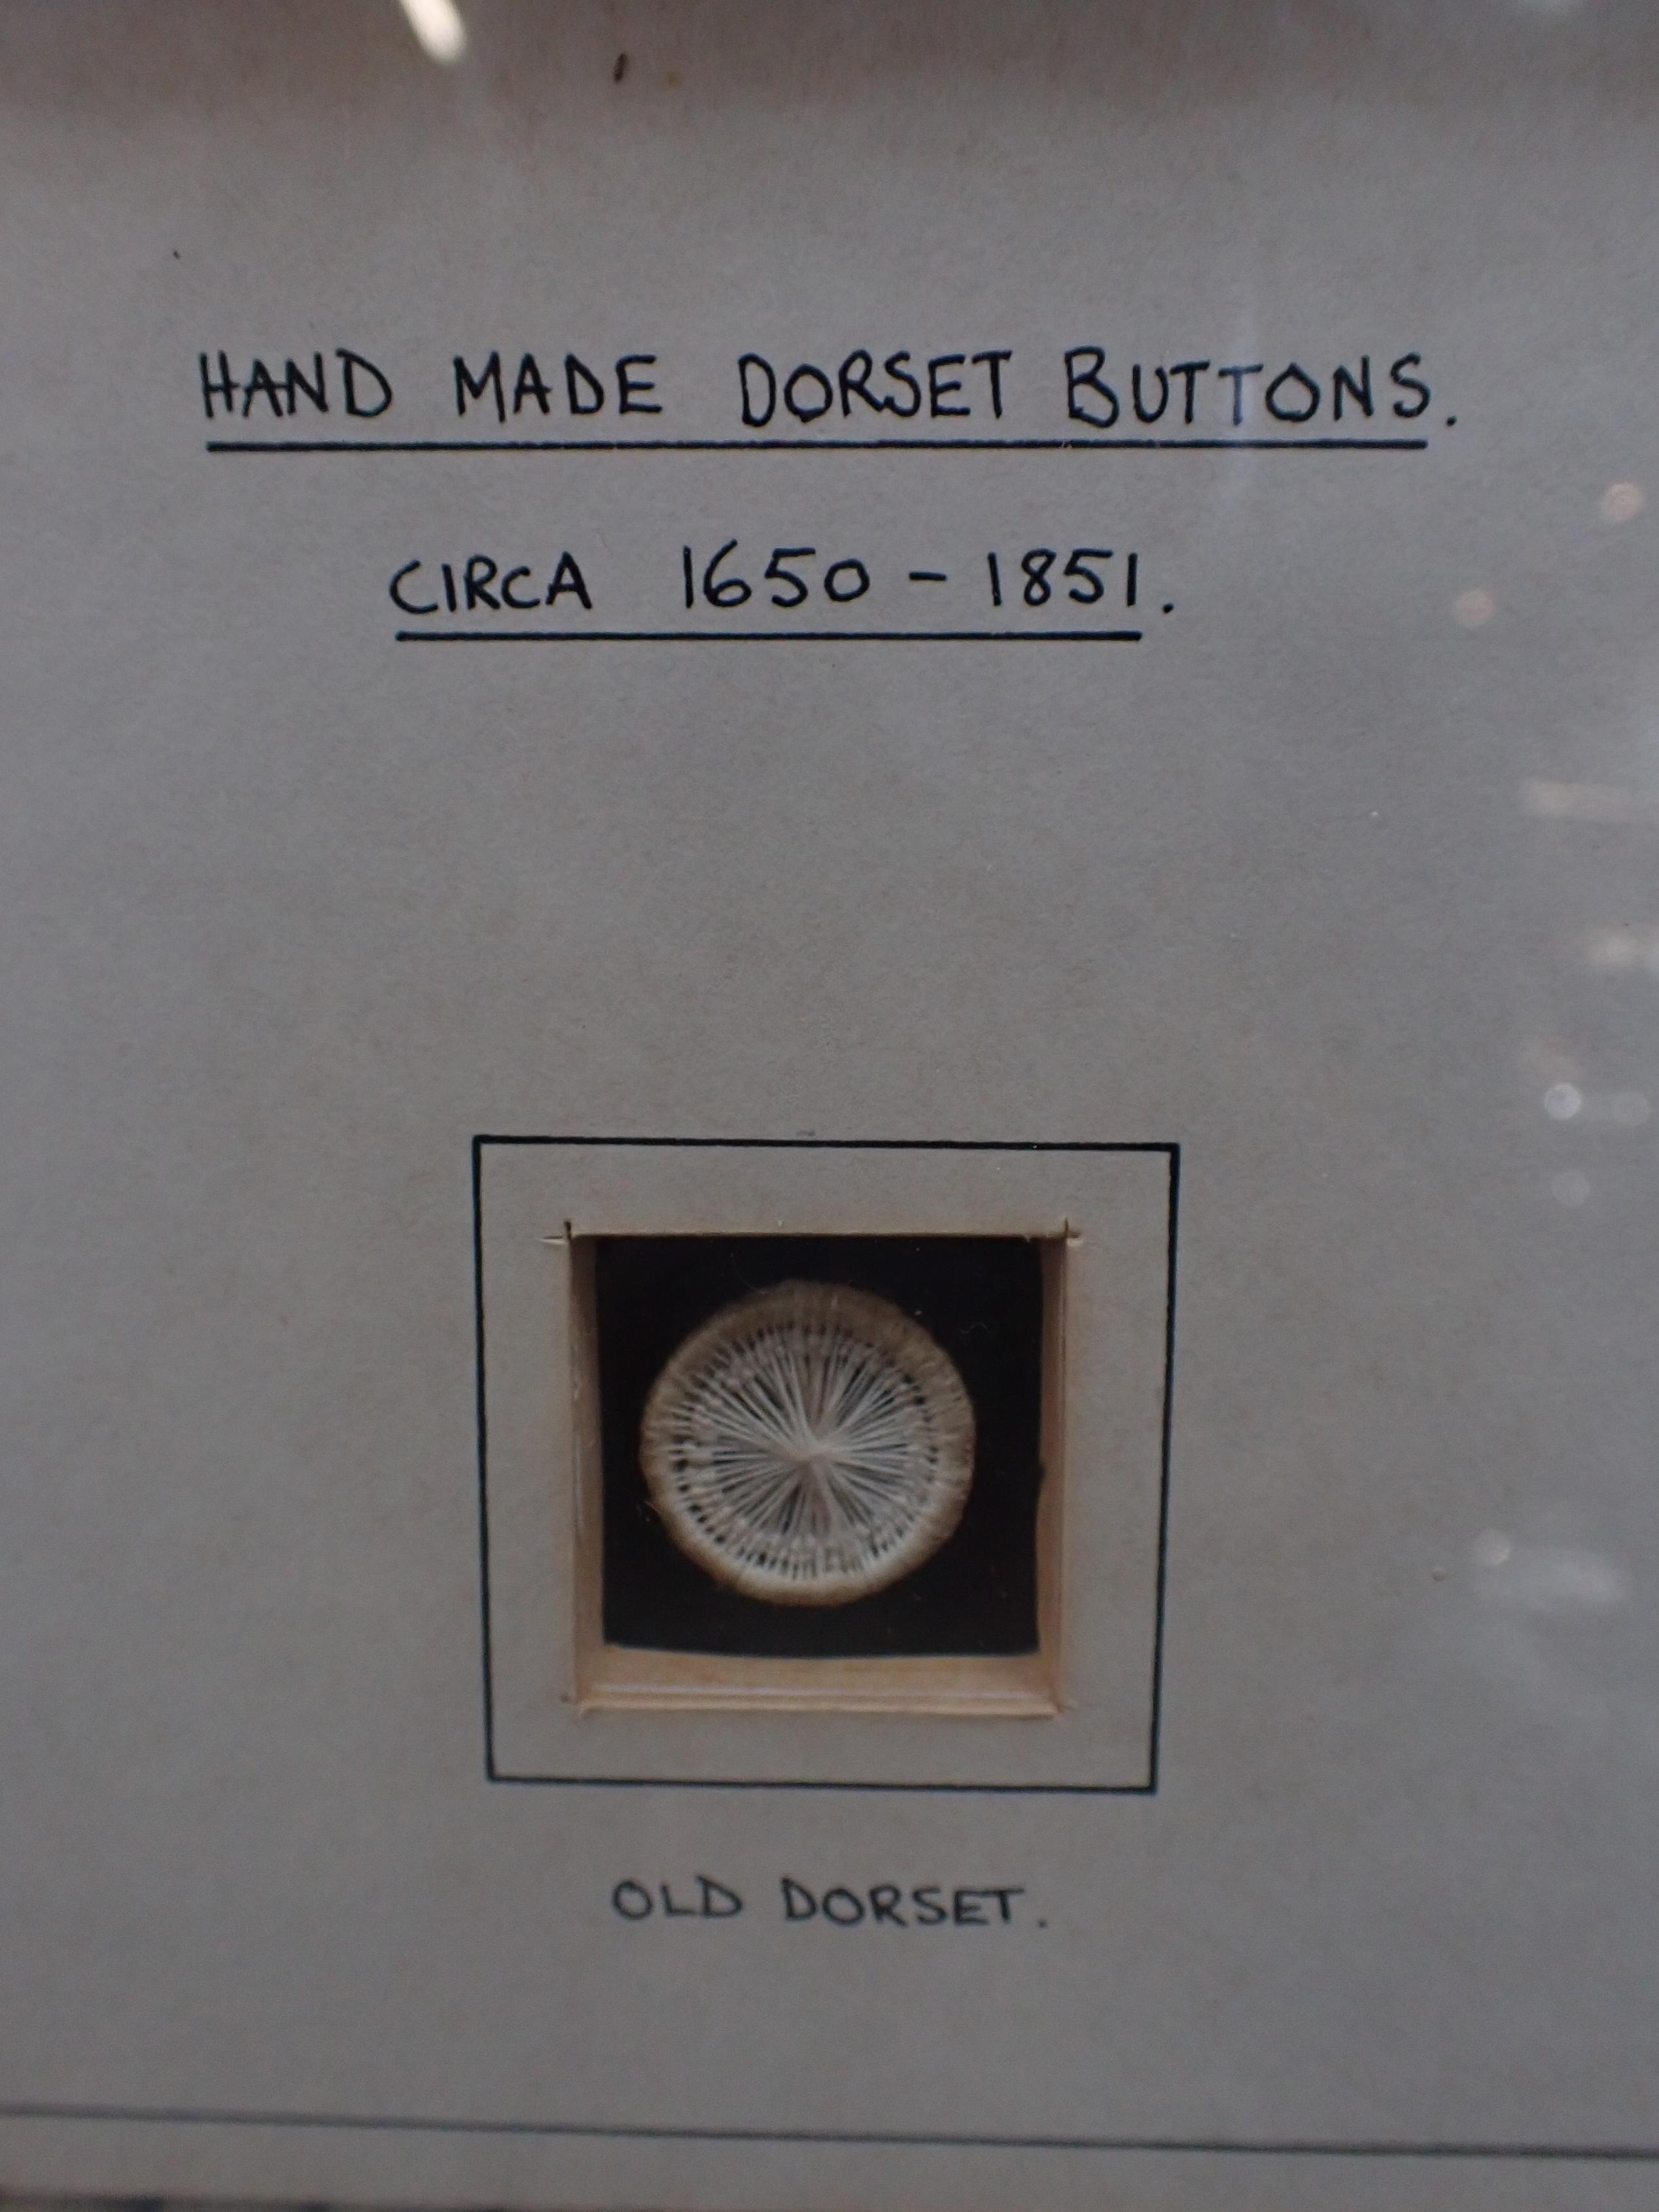 HAND MADE DORSET BUTTONS.
CIRCA 1650 - 1851.
OLD DORSET.